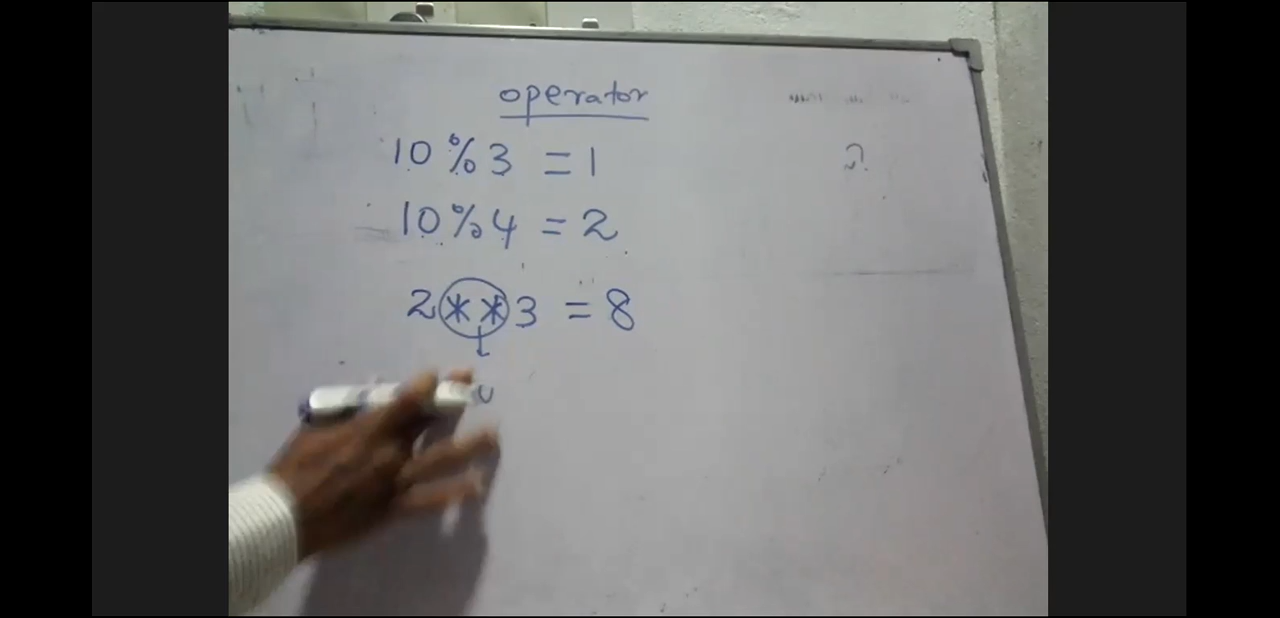 operator
10 % 3 = 1
10 % 4 = 2
2 ** 3 = 8